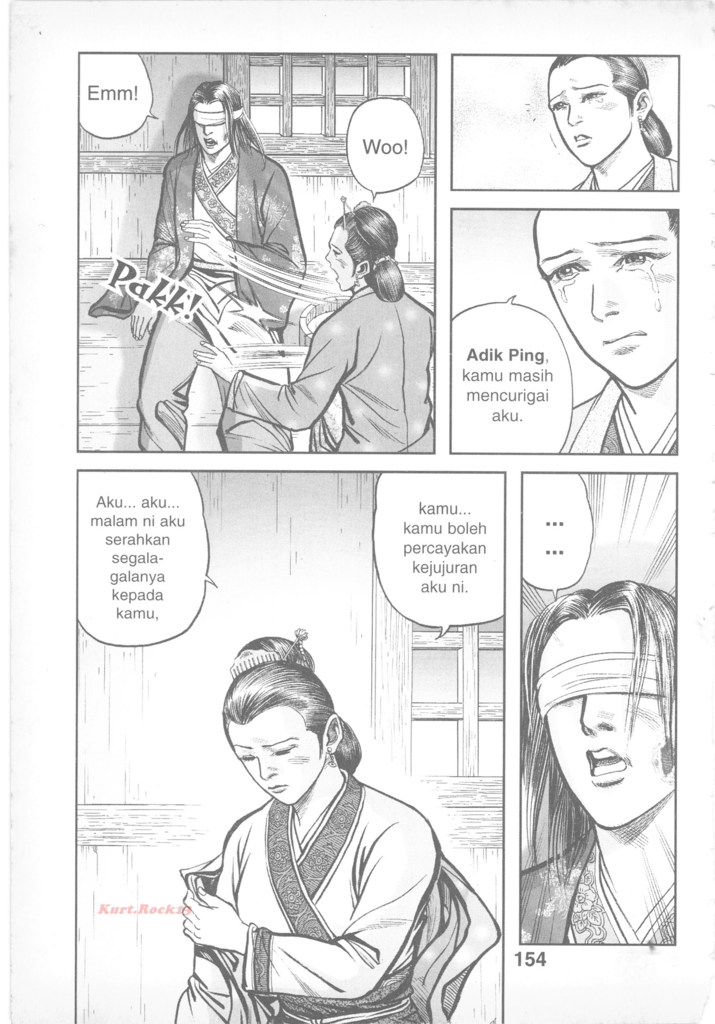 Emm!
Woo!
Pakk!
Adik Ping,
kamu masih
mencurigai
aku.
Aku... aku...
malam ni aku
serahkan
segala-
galanya
kepada
kamu,
kamu...
kamu boleh
percayakan
kejujuran
aku ni.
...
...
Kurt.Rock14
154